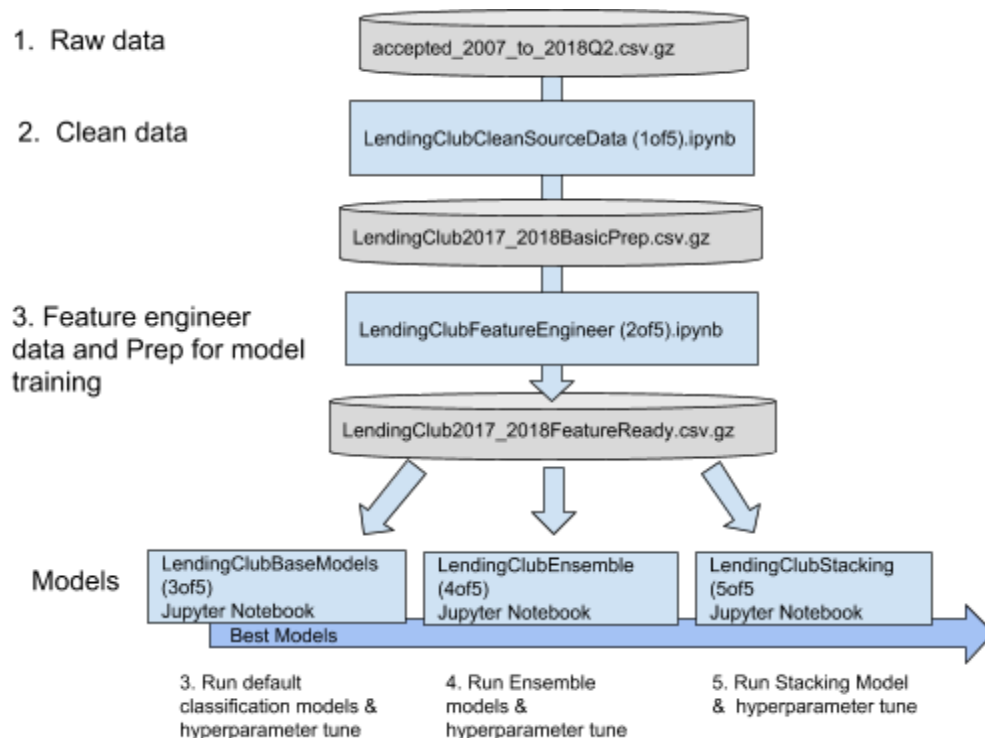 1. Raw data
accepted_2007_to_2018Q2.csv.gz
2. Clean data
LendingClubCleanSourceData (1of5).ipynb
LendingClub2017_2018BasicPrep.csv.gz
3. Feature engineer
data and Prep for model
training
LendingClubFeatureEngineer (2of5).ipynb
LendingClub2017_2018FeatureReady.csv.gz
Models
LendingClubBaseModels
(3of5)
Jupyter Notebook
LendingClubEnsemble
(4of5)
Jupyter Notebook
LendingClubStacking
(5of5
Jupyter Notebook
Best Models
3. Run default
classification models &
hyperparameter tune
4. Run Ensemble
models &
hyperparameter tune
5. Run Stacking Model
& hyperparameter tune